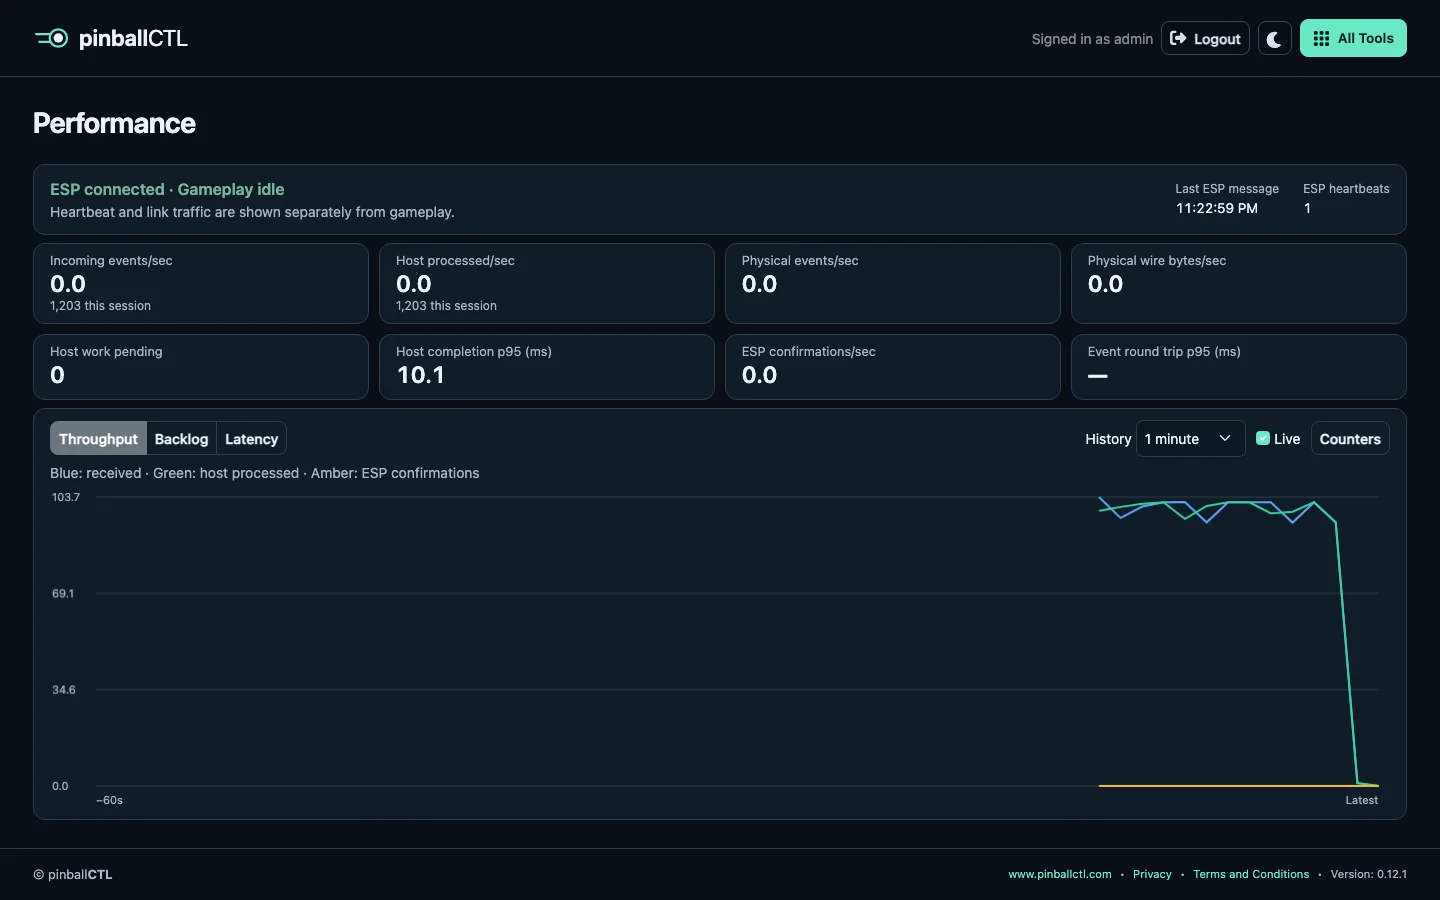 pinballCTL
Signed in as admin
Logout
All Tools
Performance
ESP connected · Gameplay idle
Heartbeat and link traffic are shown separately from gameplay.
Last ESP message
11:22:59 PM
ESP heartbeats
1
Incoming events/sec
0.0
1,203 this session
Host processed/sec
0.0
1,203 this session
Physical events/sec
0.0
Physical wire bytes/sec
0.0
Host work pending
0
Host completion p95 (ms)
10.1
ESP confirmations/sec
0.0
Event round trip p95 (ms)
—
Throughput Backlog Latency
History 1 minute Live Counters
Blue: received · Green: host processed · Amber: ESP confirmations
103.7
69.1
34.6
0.0
−60s Latest
© pinballCTL
www.pinballctl.com • Privacy • Terms and Conditions • Version: 0.12.1